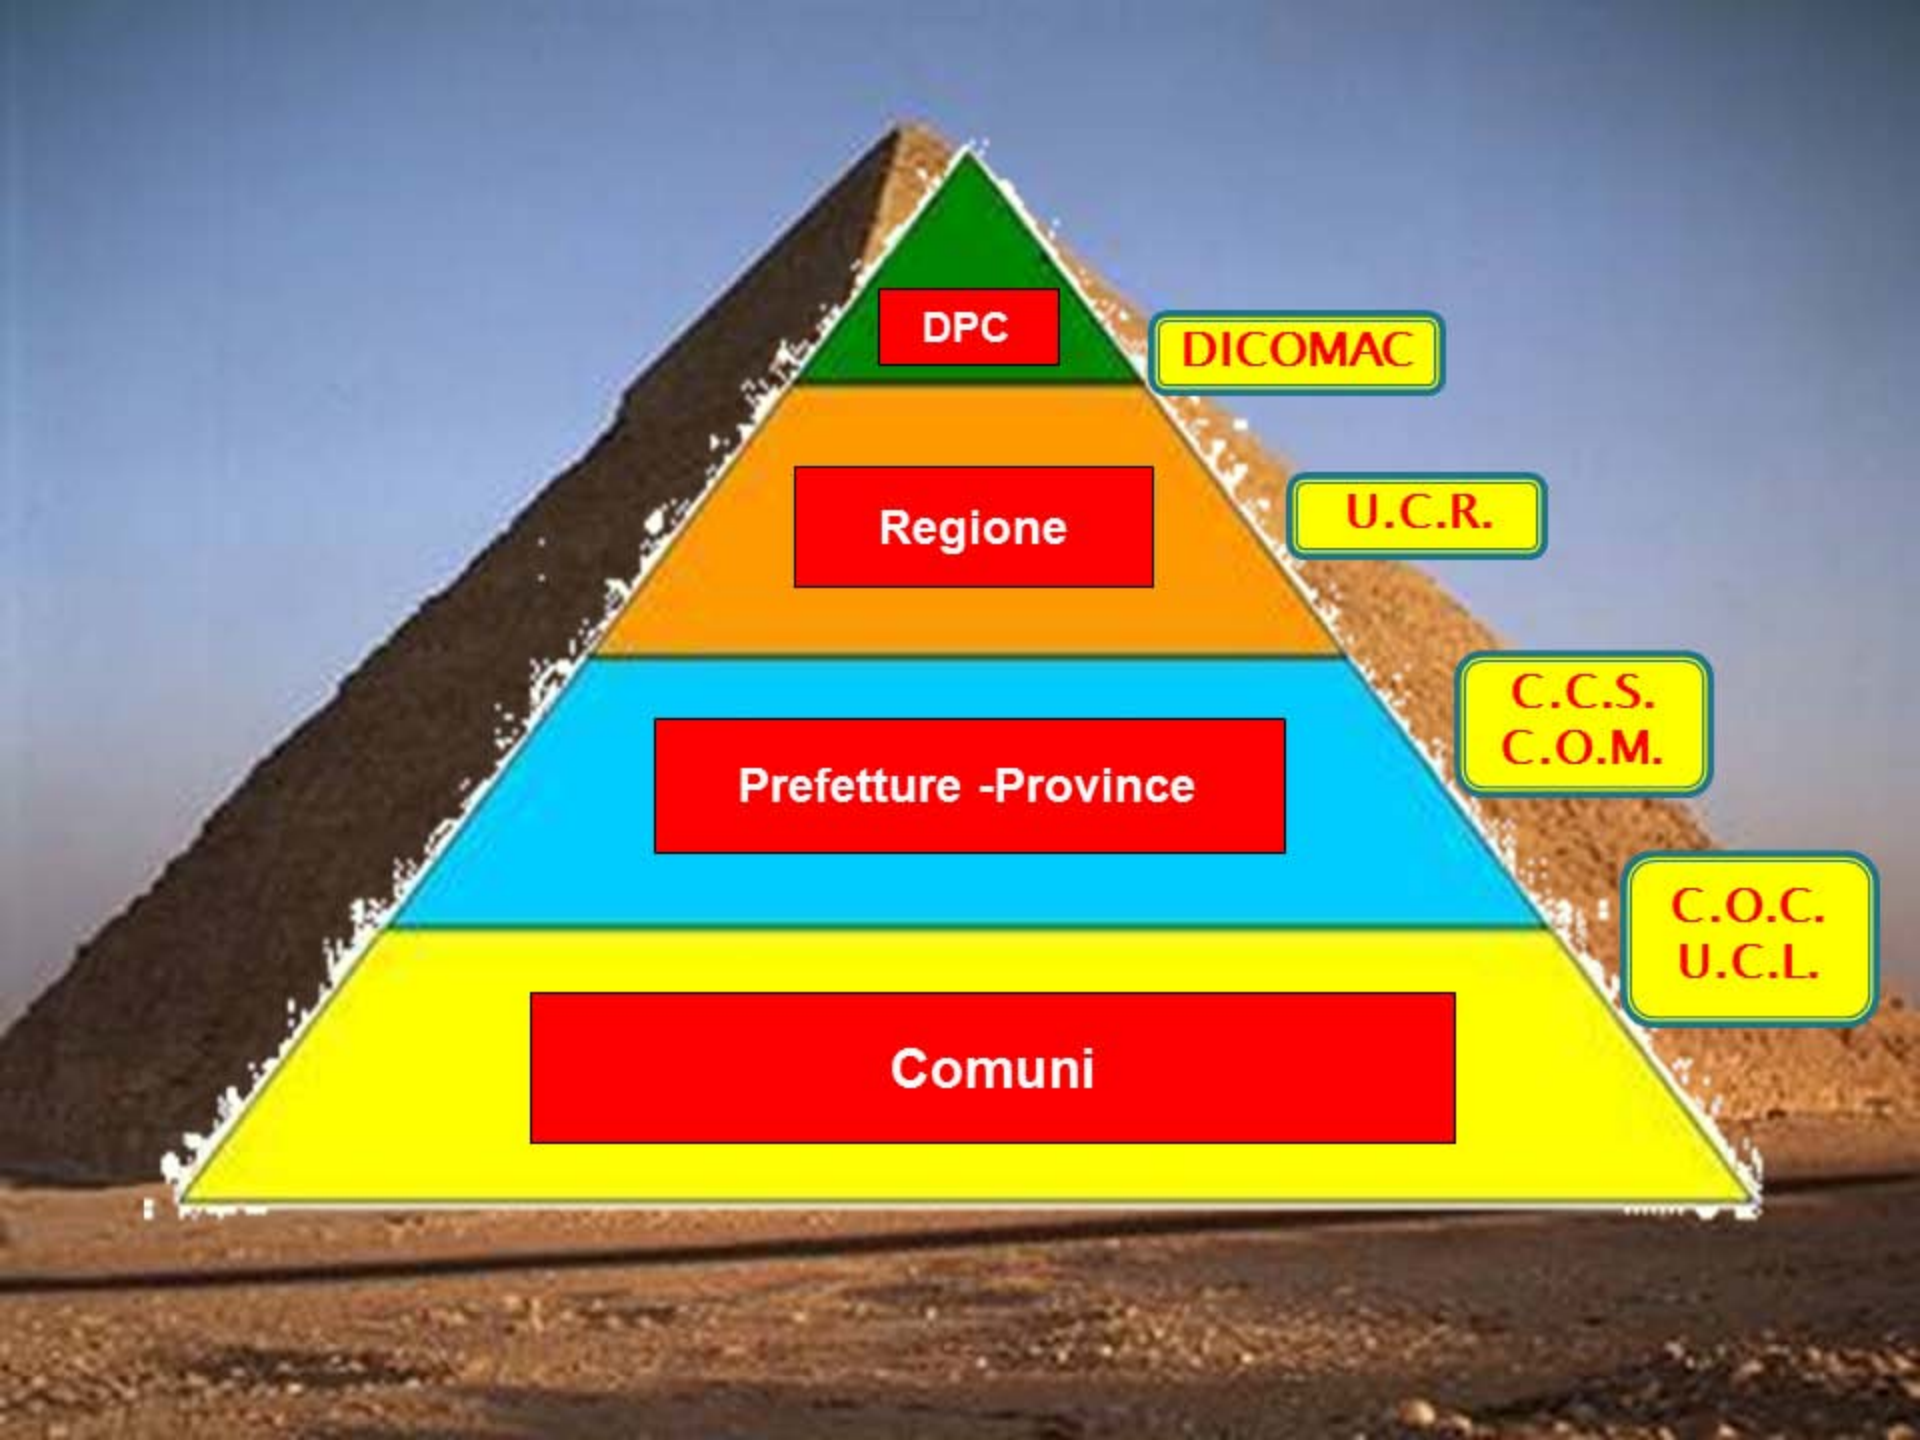 DPC
DICOMAC
Regione
U.C.R.
C.C.S.
C.O.M.
Prefetture -Province
C.O.C.
U.C.L.
Comuni